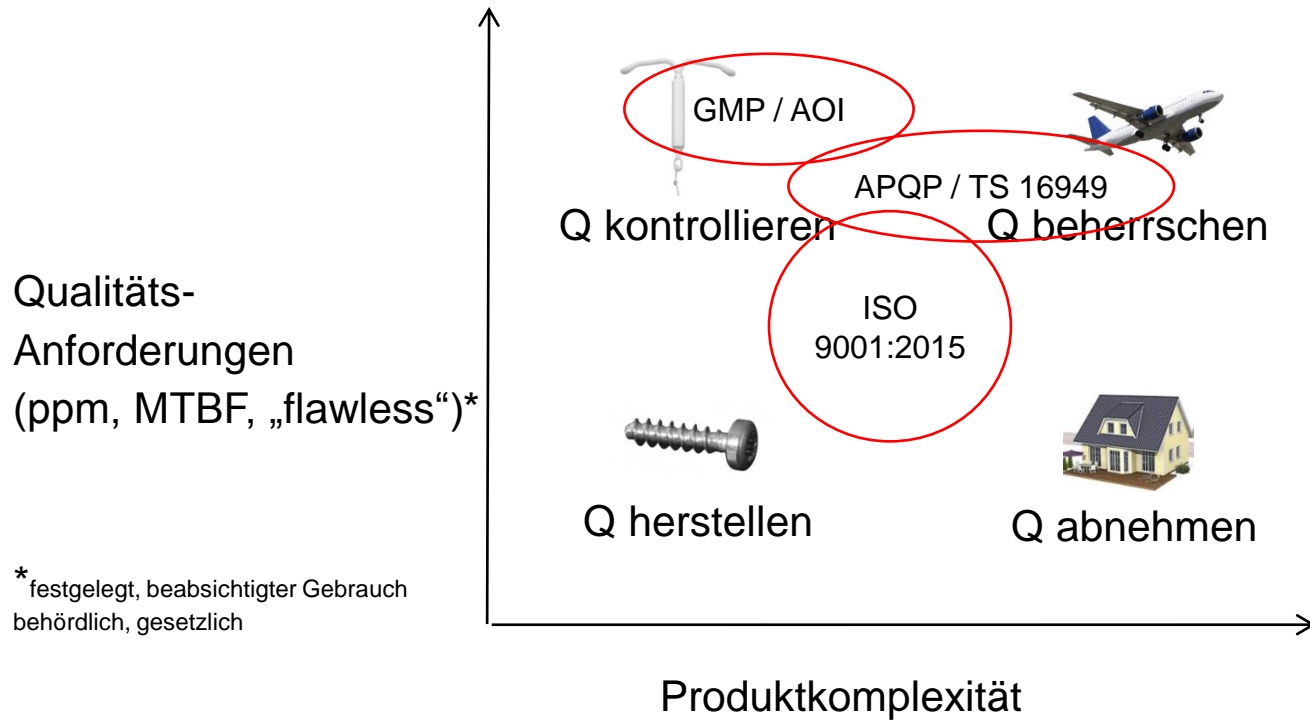 GMP / AOI
APQP / TS 16949
Q kontrollieren
Q beherrschen
Qualitäts-
Anforderungen
(ppm, MTBF, „flawless“)*
ISO
9001:2015
Q herstellen
Q abnehmen
*festgelegt, beabsichtigter Gebrauch
behördlich, gesetzlich
Produktkomplexität